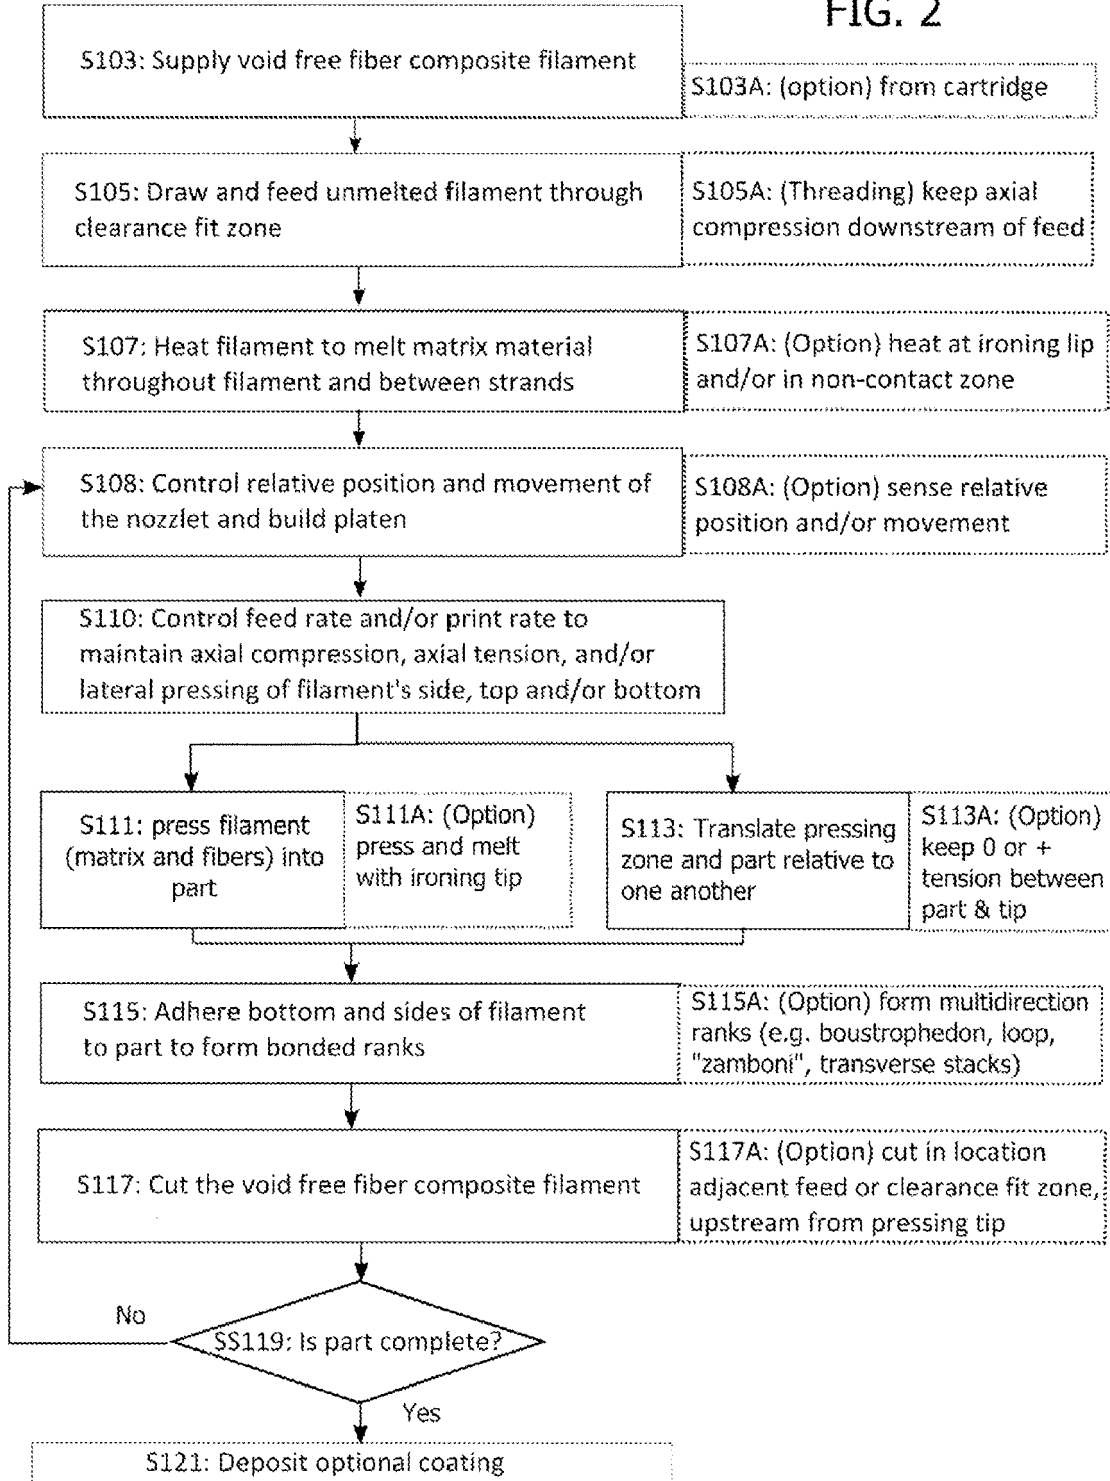 FIG. 2
S103: Supply void free fiber composite filament
S103A: (option) from cartridge
S105: Draw and feed unmelted filament through
clearance fit zone
S105A: (Threading) keep axial
compression downstream of feed
S107: Heat filament to melt matrix material
throughout filament and between strands
S107A: (Option) heat at ironing lip
and/or in non-contact zone
S108: Control relative position and movement of
the nozzlet and build platen
S108A: (Option) sense relative
position and/or movement
S110: Control feed rate and/or print rate to
maintain axial compression, axial tension, and/or
lateral pressing of filament's side, top and/or bottom
S111: press filament
(matrix and fibers) into
part
S111A: (Option)
press and melt
with ironing tip
S113: Translate pressing
zone and part relative to
one another
S113A: (Option)
keep 0 or +
tension between
part & tip
S115: Adhere bottom and sides of filament
to part to form bonded ranks
S115A: (Option) form multidirection
ranks (e.g. boustrophedon, loop,
"zamboni", transverse stacks)
S117: Cut the void free fiber composite filament
S117A: (Option) cut in location
adjacent feed or clearance fit zone,
upstream from pressing tip
No
SS119: Is part complete?
Yes
S121: Deposit optional coating